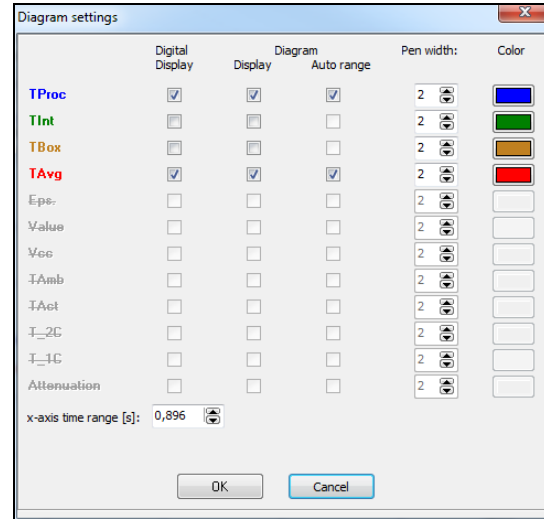 Diagram settings
Digital Display
Diagram
Display
Auto range
Pen width:
Color
TProc 2
TInt 2
TBox 2
TAvg 2
Eps. 2
Value 2
Vcc 2
TAmb 2
TAct 2
T_2C 2
T_1C 2
Attenuation 2
x-axis time range [s]: 0,896
OK
Cancel